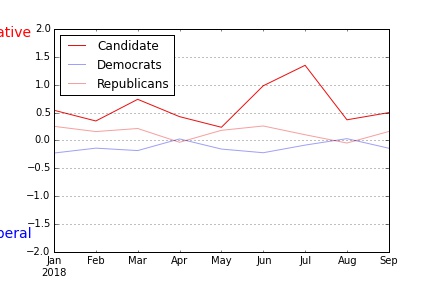 2.0
ative
Candidate
Democrats
Republicans
1.5
1.0
0.5
0.0
−0.5
−1.0
−1.5
beral
−2.0
Jan Feb Mar Apr May Jun Jul Aug Sep
2018